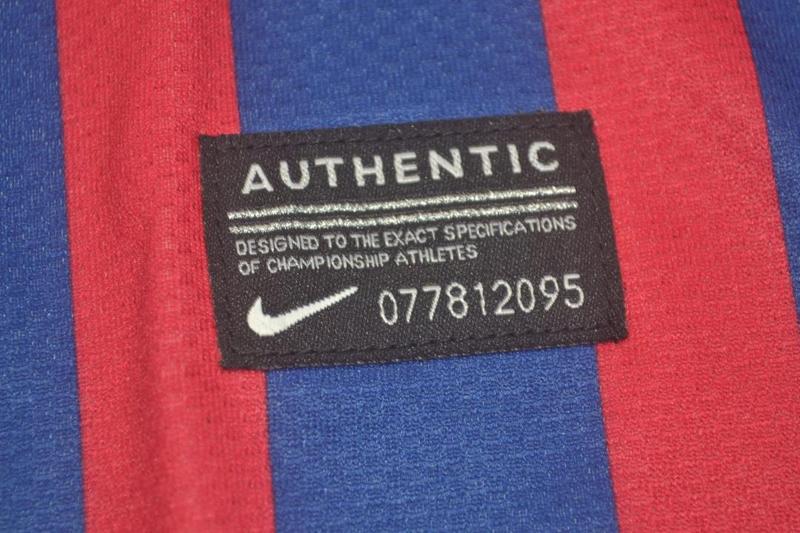 AUTHENTIC
DESIGNED TO THE EXACT SPECIFICATIONS
OF CHAMPIONSHIP ATHLETES
077812095